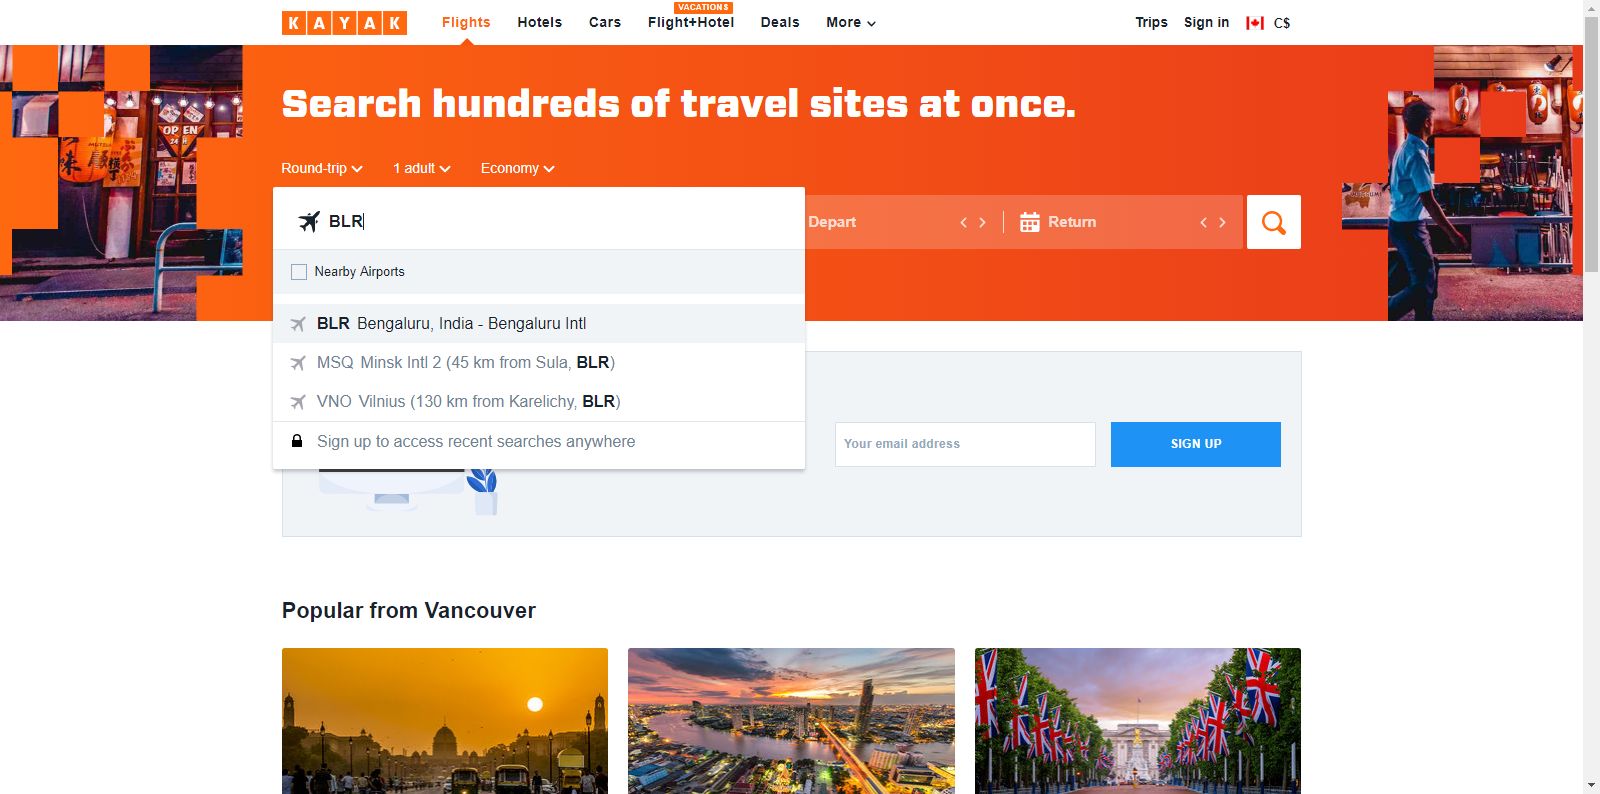 KAYAK
Flights
Hotels
Cars
VACATIONS
Flight+Hotel
Deals
More
Trips
Sign in
C$
Search hundreds of travel sites at once.
Round-trip
1 adult
Economy
BLR
Depart
Return
Nearby Airports
BLR Bengaluru, India - Bengaluru Intl
MSQ Minsk Intl 2 (45 km from Sula, BLR)
VNO Vilnius (130 km from Karelichy, BLR)
Sign up to access recent searches anywhere
Your email address
SIGN UP
Popular from Vancouver
OPEN